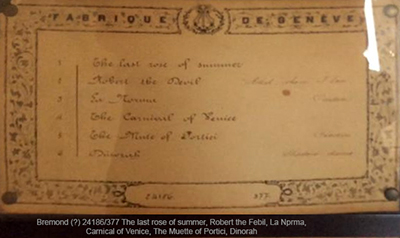 FABRIQUE DE GENÈVE
1 The last rose of summer
2 Robert the Devil
3 La Norma
4 The Carnival of Venice
5 The Mute of Portici
6 Dinorah
24186 377
Bremond (?) 24186/377 The last rose of summer, Robert the Febil, La Nprma,
Carnical of Venice, The Muette of Portici, Dinorah